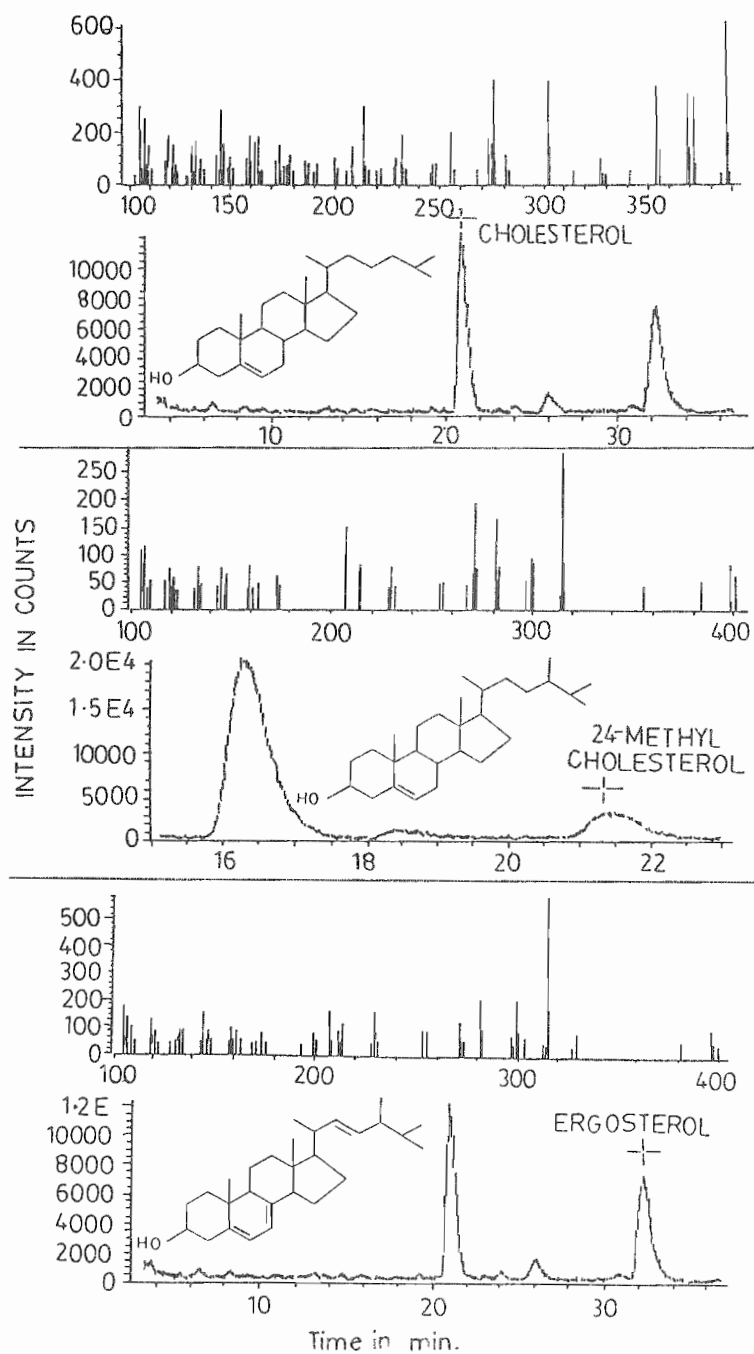 600
400
200
0
100 150 200 250 300 350
CHOLESTEROL
10000
8000
6000
4000
2000
0
HO
10 20 30
INTENSITY IN COUNTS
250
200
150
100
50
0
100 200 300 400
2·0E4
1·5E4
10000
5000
0
HO
24-METHYL
CHOLESTEROL
16 18 20 22
500
400
300
200
100
0
100 200 300 400
1·2E
10000
8000
6000
4000
2000
0
HO
ERGOSTEROL
10 20 30
Time in min.